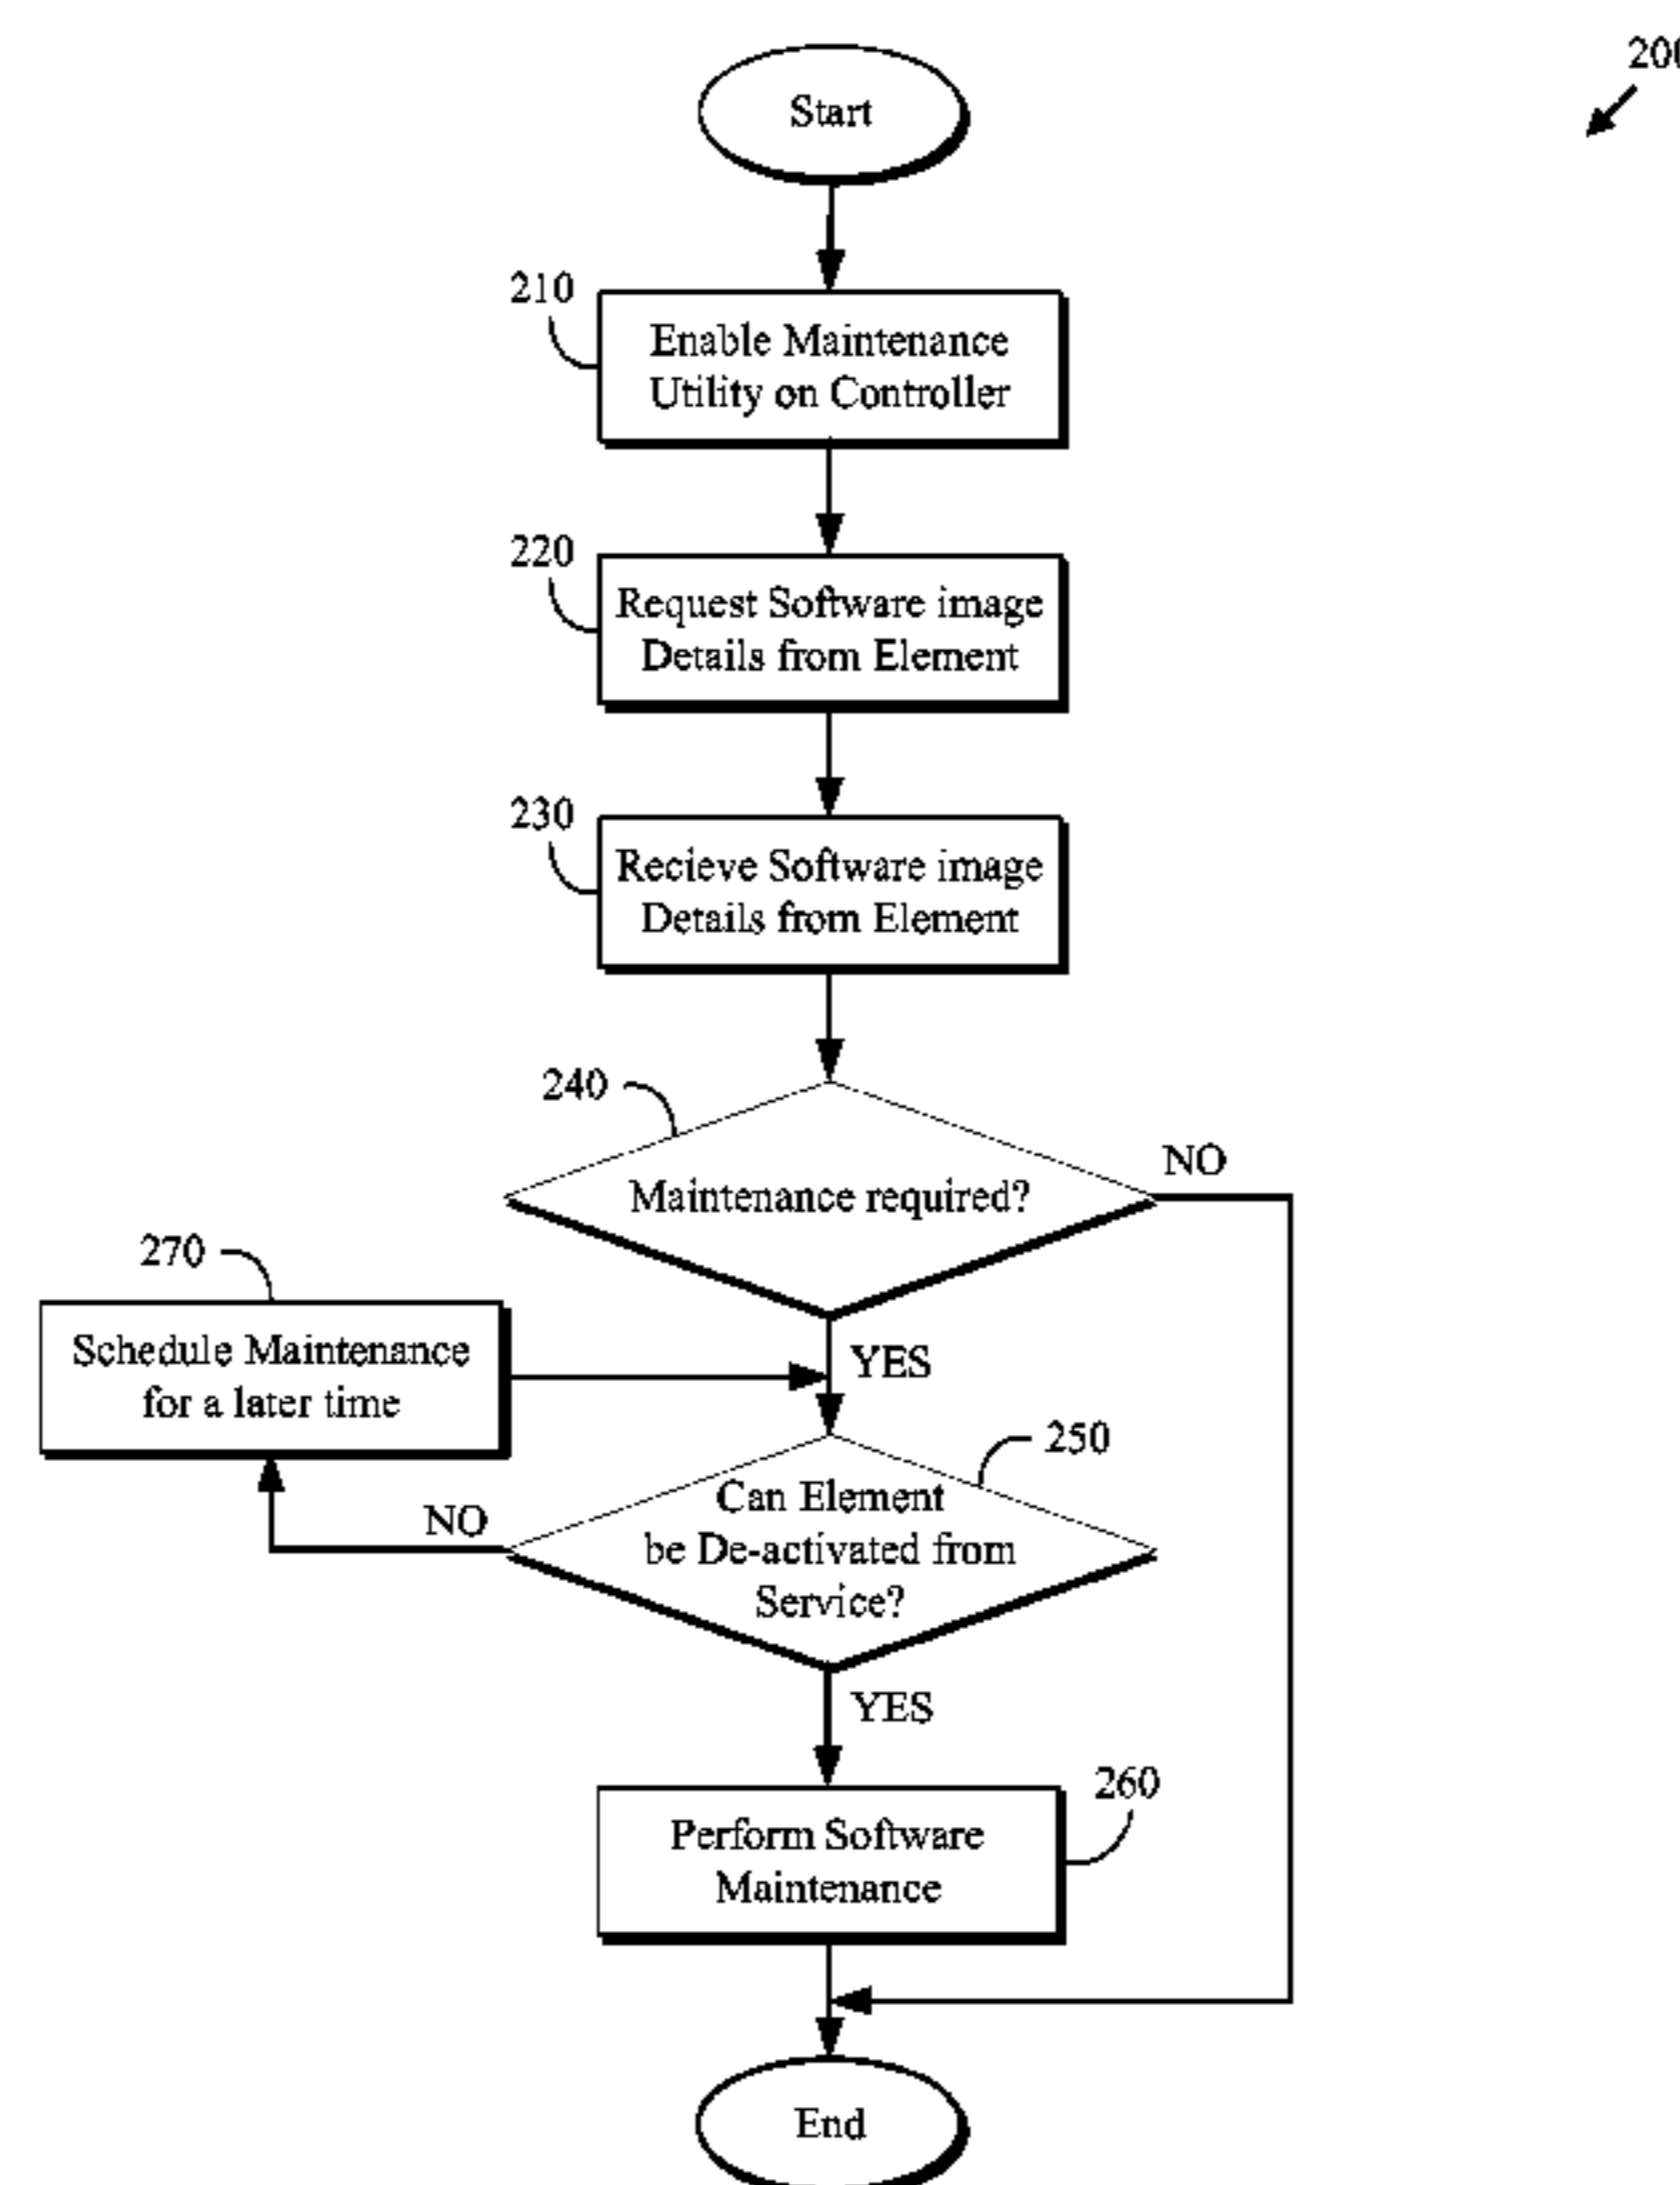 200
Start
210
Enable Maintenance
Utility on Controller
220
Request Software image
Details from Element
230
Recieve Software image
Details from Element
240
Maintenance required?
NO
270
Schedule Maintenance
for a later time
YES
250
Can Element
be De-activated from
Service?
NO
YES
260
Perform Software
Maintenance
End